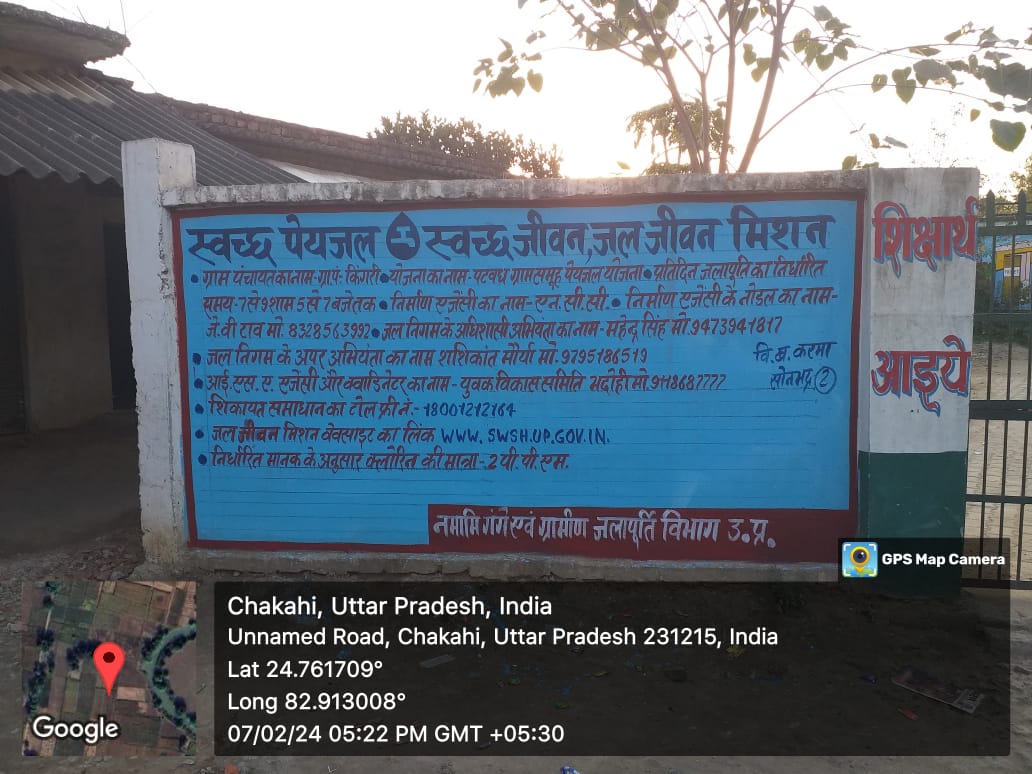 स्वच्छ पेयजल स्वच्छ जीवन, जल जीवन मिशन
• ग्राम पंचायत का नाम-ग्रा.पं: किंगरी • योजना का नाम- पटवध ग्राम समूह पेयजल योजना • प्रतिदिन जलापूर्ति का निर्धारित
समय-7 से 9 शाम 5 से 7 बजे तक • निर्माण एजेंसी का नाम- एन.सी.सी. • निर्माण एजेंसी के नोडल का नाम-
जे.वी राव मो. 8328563992 • जल निगम के अधिशासी अभियंता का नाम- महेन्द्र सिंह मो. 9473941817
• जल निगम के अपर अभियंता का नाम शशिकांत मौर्या मो. 9795186519
वि.ख. करमा
• आई.एस.ए. एजेंसी और क्वाडिनेटर का नाम- युवक विकास समिति भदोही मो. 9118687777
सोनभद्र (2)
• शिकायत समाधान का टोल फ्री नं.- 18001212164
• जल जीवन मिशन वेवसाइट का लिंक WWW. SWSH.UP.GOV.IN.
• निर्धारित मानक के अनुसार क्लोरिन की मात्रा- 2 पी.पी.एम.
नमामि गंगे एवं ग्रामीण जलापूर्ति विभाग उ.प्र.
शिक्षार्थ
आइये
GPS Map Camera
Chakahi, Uttar Pradesh, India
Unnamed Road, Chakahi, Uttar Pradesh 231215, India
Lat 24.761709°
Long 82.913008°
07/02/24 05:22 PM GMT +05:30
Google